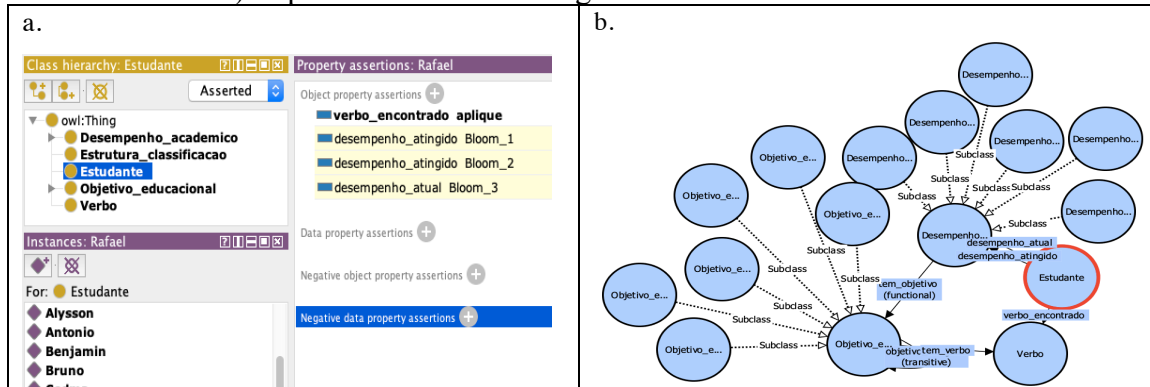 a.
Class hierarchy: Estudante
Asserted
owl:Thing
Desempenho_academico
Estrutura_classificacao
Estudante
Objetivo_educacional
Verbo
Instances: Rafael
For: Estudante
Alysson
Antonio
Benjamin
Bruno
Property assertions: Rafael
Object property assertions
verbo_encontrado aplique
desempenho_atingido Bloom_1
desempenho_atingido Bloom_2
desempenho_atual Bloom_3
Data property assertions
Negative object property assertions
Negative data property assertions
b.
Desempenho...
Desempenho...
Desempenho...
Desempenho...
Desempenho...
Objetivo_e...
Subclass
Subclass
Subclass
Objetivo_e...
Subclass
Objetivo_e...
Desempenho...
Subclass
Desempenho...
desempenho_atual
desempenho_atingido
Objetivo_e...
Subclass
Subclass
Subclass
Estudante
Objetivo_e...
Subclass
tem_objetivo
(functional)
verbo_encontrado
Subclass
Objetivo_e...
Subclass
Objetivo_e...
tem_verbo
(transitive)
Verbo